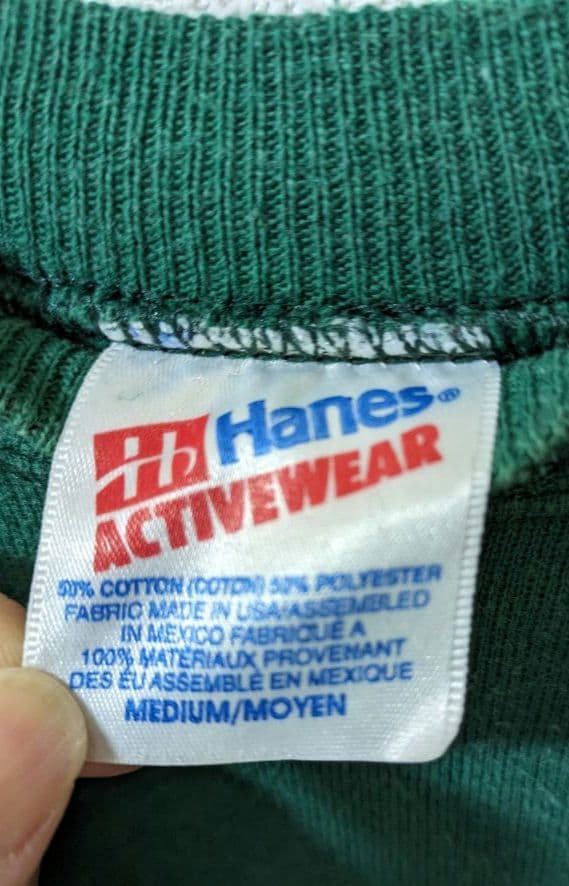 Hb Hanes®
ACTIVEWEAR
50% COTTON (COTON) 50% POLYESTER
FABRIC MADE IN USA/ASSEMBLED
IN MEXICO FABRIQUÉ A
100% MATERIAUX PROVENANT
DES EU ASSEMBLÉ EN MEXIQUE
MEDIUM/MOYEN